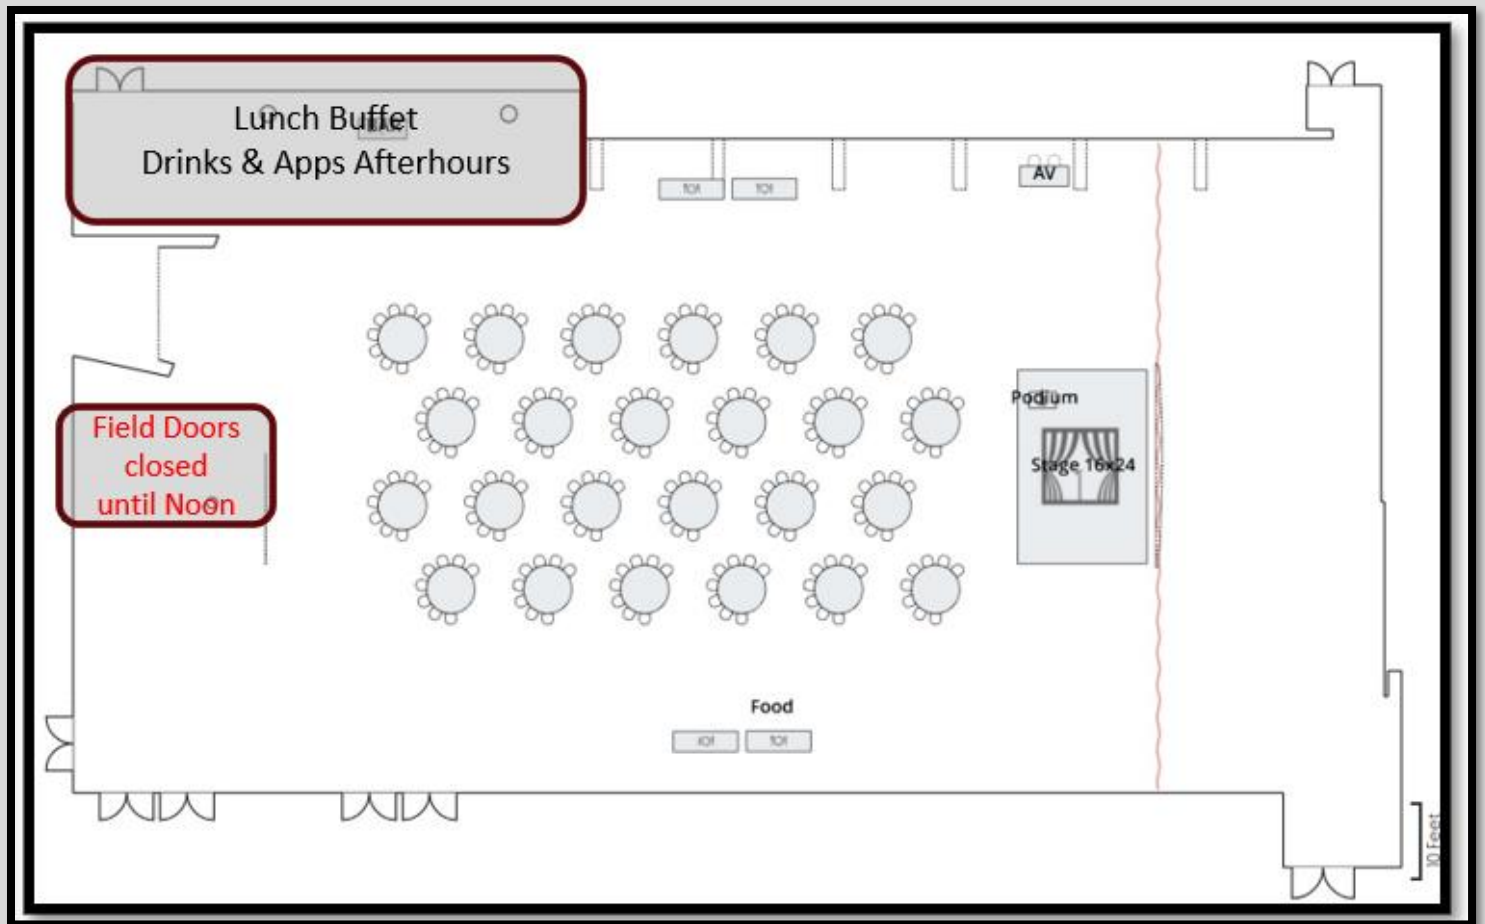 Lunch Buffet
Drinks & Apps Afterhours
AV
Field Doors
closed
until Noon
Podium
Stage 16x24
Food
10 Feet